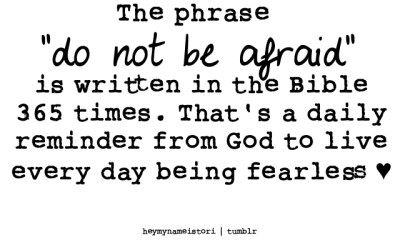 The phrase
"do not be afraid"
is written in the Bible
365 times. That's a daily
reminder from God to live
every day being fearless ♥
heymynameistori | tumblr